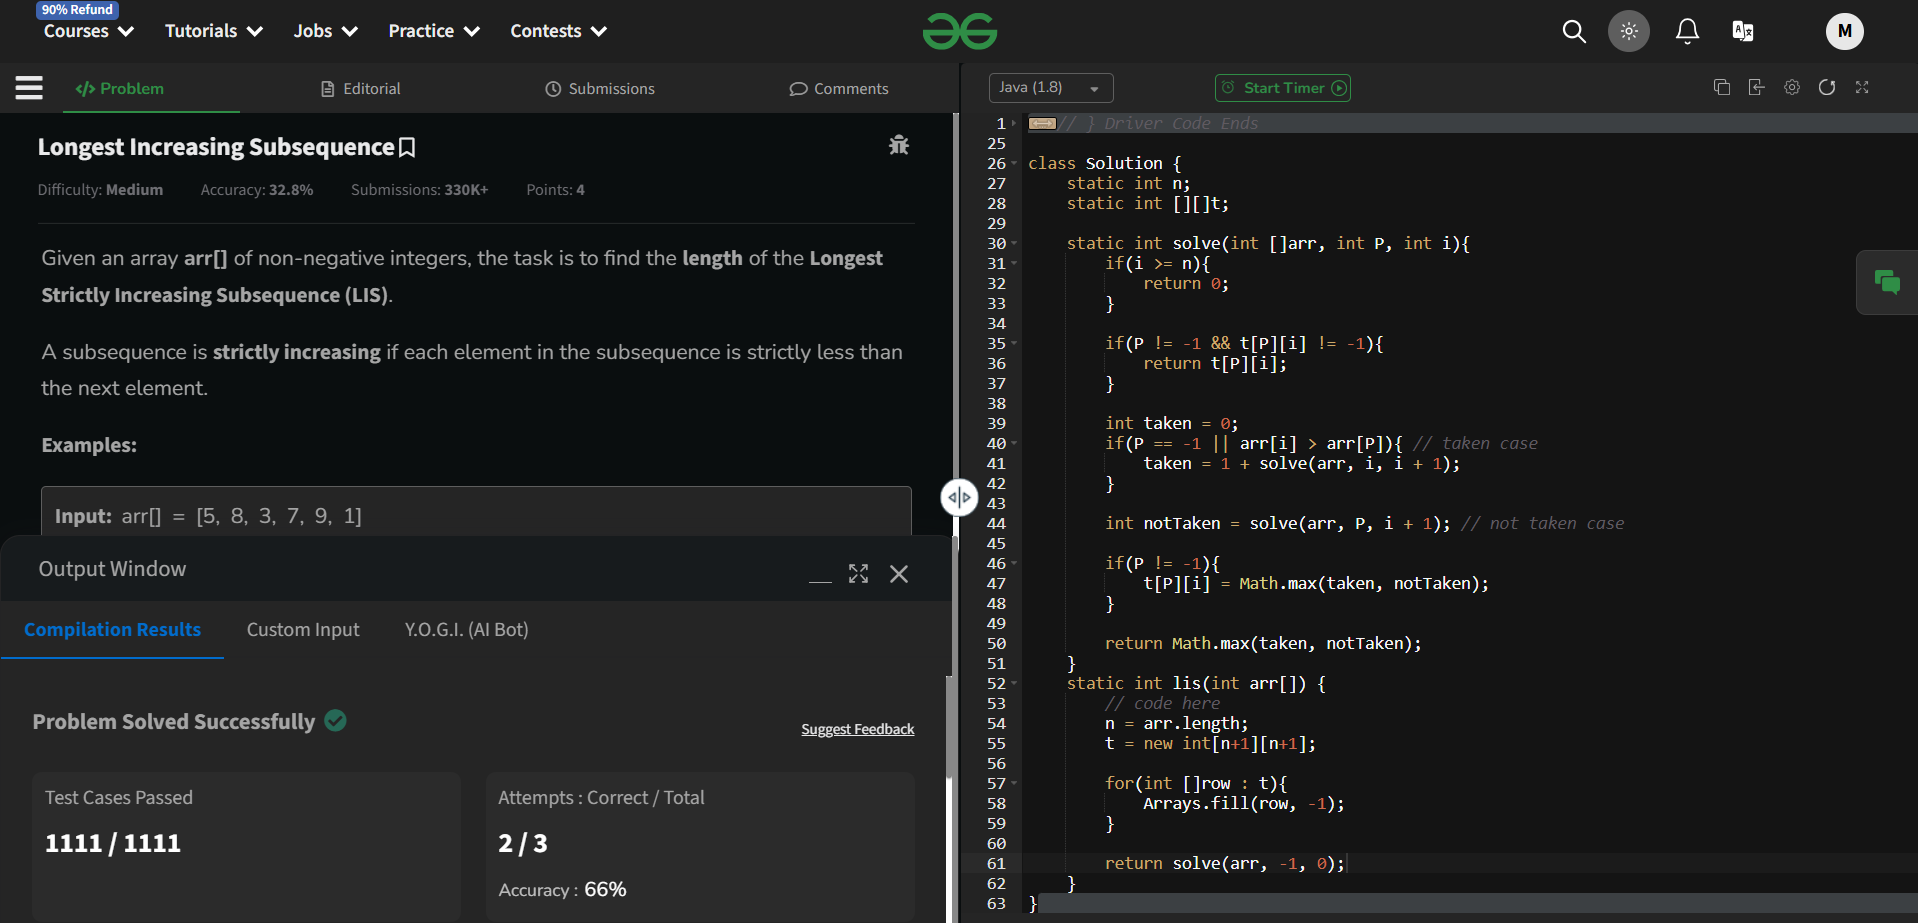 90% Refund
Courses Tutorials Jobs Practice Contests
M
</> Problem Editorial Submissions Comments
Longest Increasing Subsequence
Difficulty: Medium Accuracy: 32.8% Submissions: 330K+ Points: 4
Given an array arr[] of non-negative integers, the task is to find the length of the Longest
Strictly Increasing Subsequence (LIS).
A subsequence is strictly increasing if each element in the subsequence is strictly less than
the next element.
Examples:
Input: arr[] = [5, 8, 3, 7, 9, 1]
Output Window
Compilation Results Custom Input Y.O.G.I. (AI Bot)
Problem Solved Successfully
Suggest Feedback
Test Cases Passed
1111 / 1111
Attempts : Correct / Total
2 / 3
Accuracy : 66%
Java (1.8) Start Timer
1 // } Driver Code Ends
25
26 class Solution {
27     static int n;
28     static int [][]t;
29
30     static int solve(int []arr, int P, int i){
31         if(i >= n){
32             return 0;
33         }
34
35         if(P != -1 && t[P][i] != -1){
36             return t[P][i];
37         }
38
39         int taken = 0;
40         if(P == -1 || arr[i] > arr[P]){ // taken case
41             taken = 1 + solve(arr, i, i + 1);
42         }
43
44         int notTaken = solve(arr, P, i + 1); // not taken case
45
46         if(P != -1){
47             t[P][i] = Math.max(taken, notTaken);
48         }
49
50         return Math.max(taken, notTaken);
51     }
52     static int lis(int arr[]) {
53         // code here
54         n = arr.length;
55         t = new int[n+1][n+1];
56
57         for(int []row : t){
58             Arrays.fill(row, -1);
59         }
60
61         return solve(arr, -1, 0);
62     }
63 }